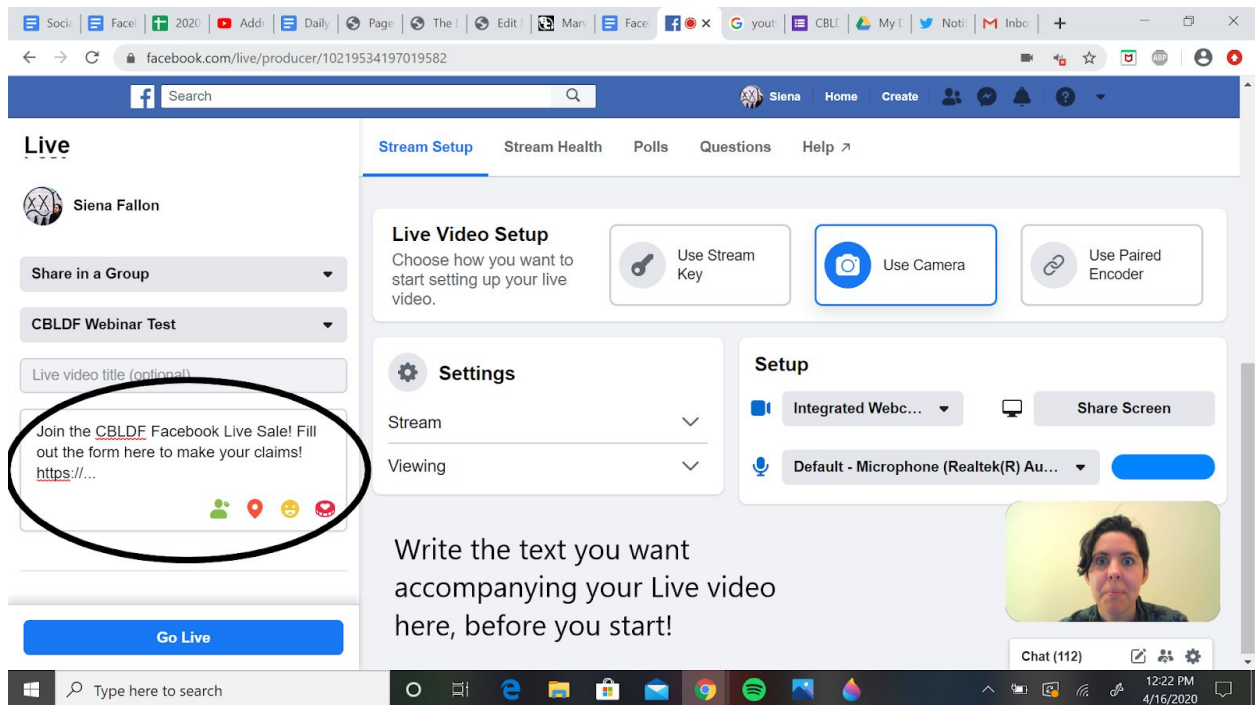 Socia Facel 2020 Addr Daily Page The L Edit Man Face yout CBLD My D Notif Inbo
facebook.com/live/producer/10219534197019582 ABP
f Search Siena Home Create
Live
Stream Setup Stream Health Polls Questions Help
Siena Fallon
Share in a Group
CBLDF Webinar Test
Live video title (optional)
Join the CBLDF Facebook Live Sale! Fill
out the form here to make your claims!
https://...
Go Live
Live Video Setup
Choose how you want to
start setting up your live
video.
Use Stream
Key
Use Camera
Use Paired
Encoder
Settings
Stream
Viewing
Setup
Integrated Webc...
Share Screen
Default - Microphone (Realtek(R) Au...
Write the text you want
accompanying your Live video
here, before you start!
Chat (112)
Type here to search
12:22 PM
4/16/2020